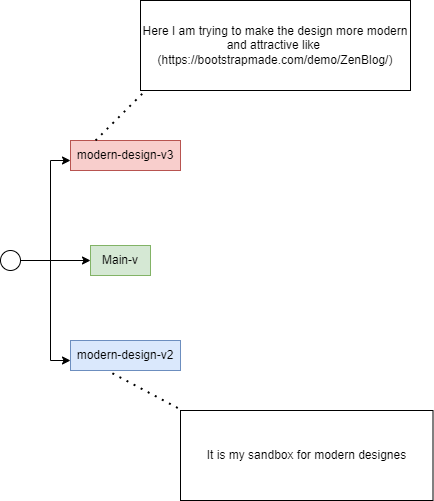 Here I am trying to make the design more modern
and attractive like
(https://bootstrapmade.com/demo/ZenBlog/)
modern-design-v3
Main-v
modern-design-v2
It is my sandbox for modern designes